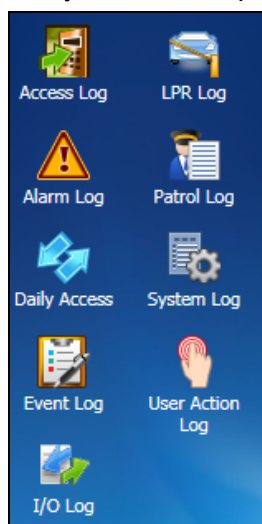 Access Log
LPR Log
Alarm Log
Patrol Log
Daily Access
System Log
Event Log
User Action
Log
I/O Log